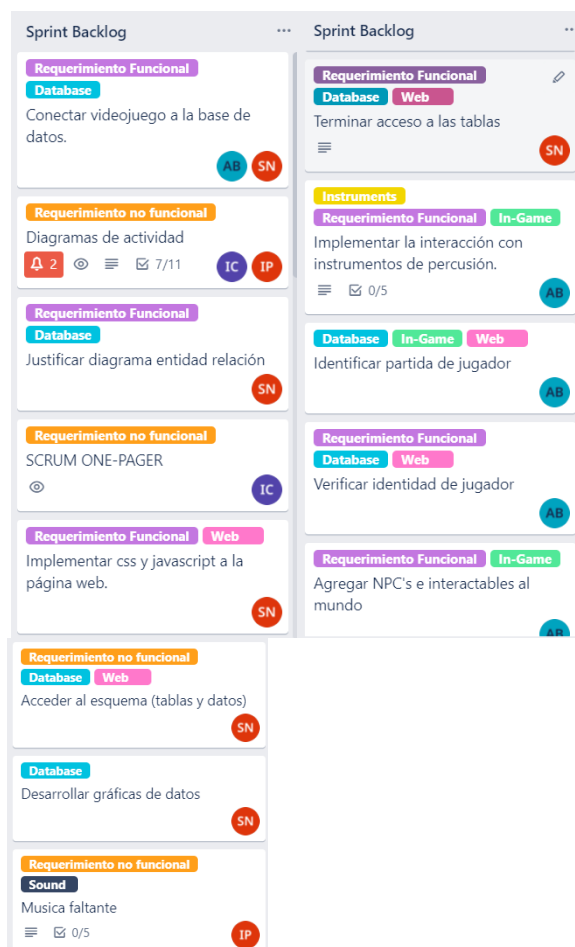 Sprint Backlog ...
Requerimiento Funcional
Database
Conectar videojuego a la base de
datos.
AB SN
Requerimiento no funcional
Diagramas de actividad
2 7/11 IC IP
Requerimiento Funcional
Database
Justificar diagrama entidad relación
SN
Requerimiento no funcional
SCRUM ONE-PAGER
IC
Requerimiento Funcional Web
Implementar css y javascript a la
página web.
SN
Sprint Backlog
Requerimiento Funcional
Database Web
Terminar acceso a las tablas
SN
Instruments
Requerimiento Funcional In-Game
Implementar la interacción con
instrumentos de percusión.
0/5 AB
Database In-Game Web
Identificar partida de jugador
AB
Requerimiento Funcional
Database Web
Verificar identidad de jugador
AB
Requerimiento Funcional In-Game
Agregar NPC's e interactables al
mundo
AB
Requerimiento no funcional
Database Web
Acceder al esquema (tablas y datos)
SN
Database
Desarrollar gráficas de datos
SN
Requerimiento no funcional
Sound
Musica faltante
0/5 IP